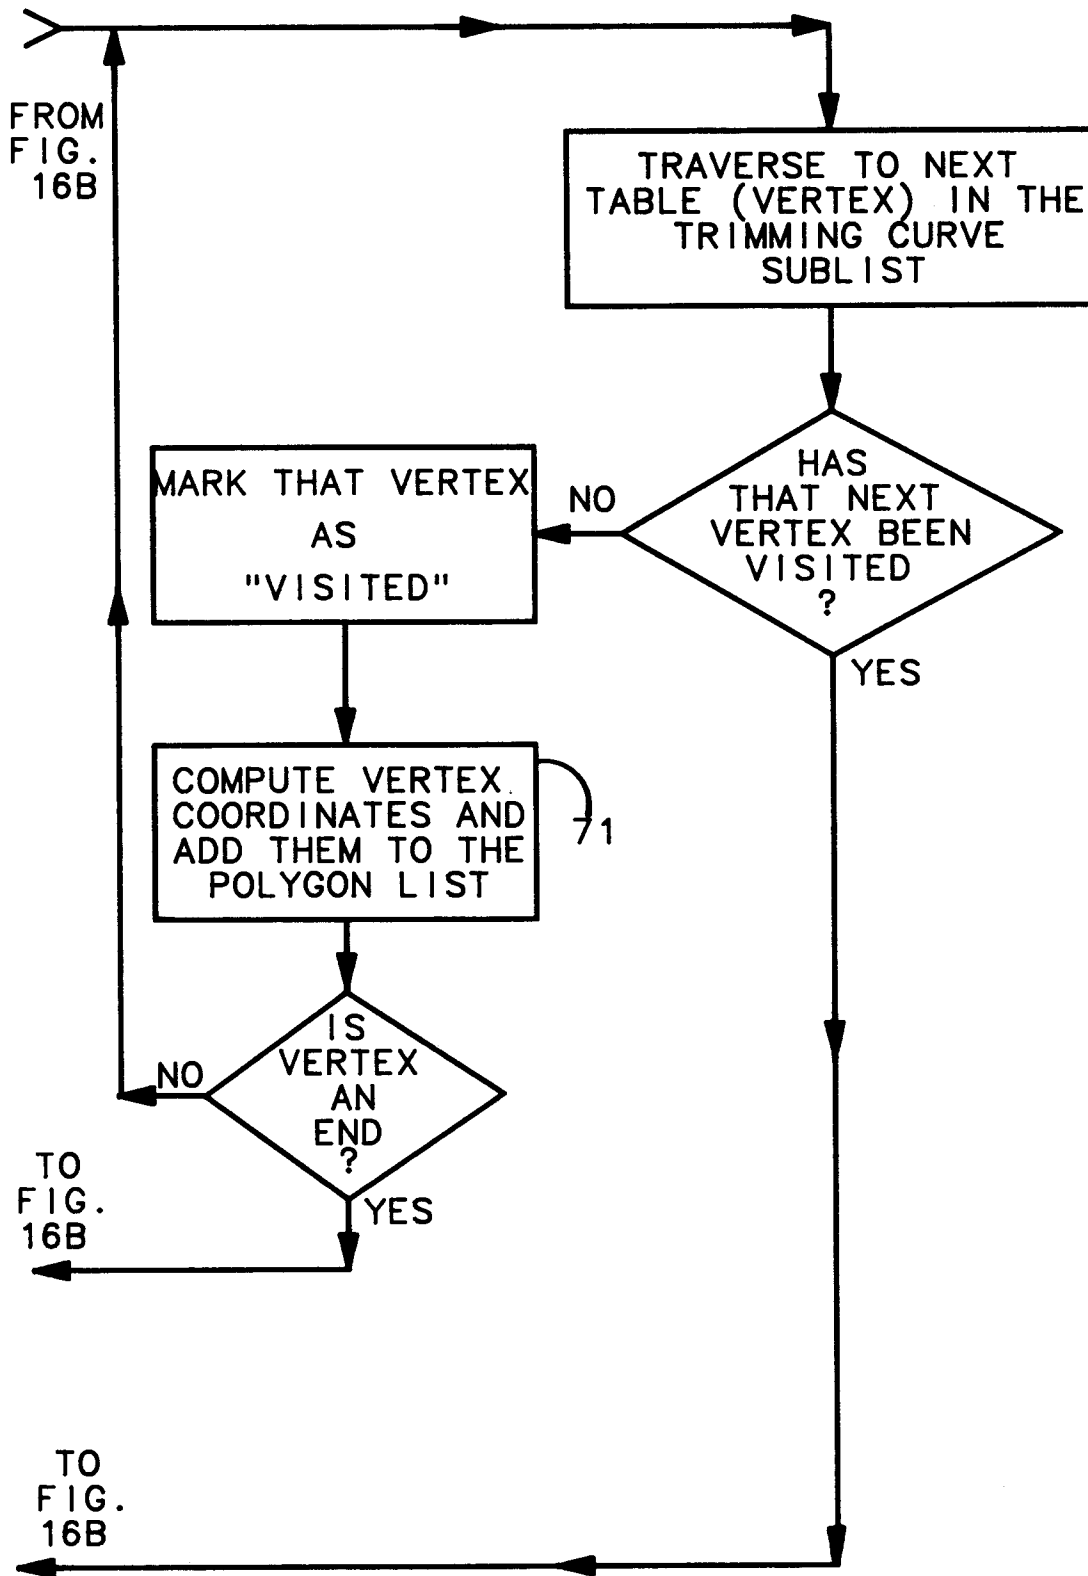 FROM
FIG.
16B
TRAVERSE TO NEXT
TABLE (VERTEX) IN THE
TRIMMING CURVE
SUBLIST
HAS
THAT NEXT
VERTEX BEEN
VISITED
?
NO
YES
MARK THAT VERTEX
AS
"VISITED"
COMPUTE VERTEX
COORDINATES AND
ADD THEM TO THE
POLYGON LIST
71
IS
VERTEX
AN
END
?
NO
YES
TO
FIG.
16B
TO
FIG.
16B